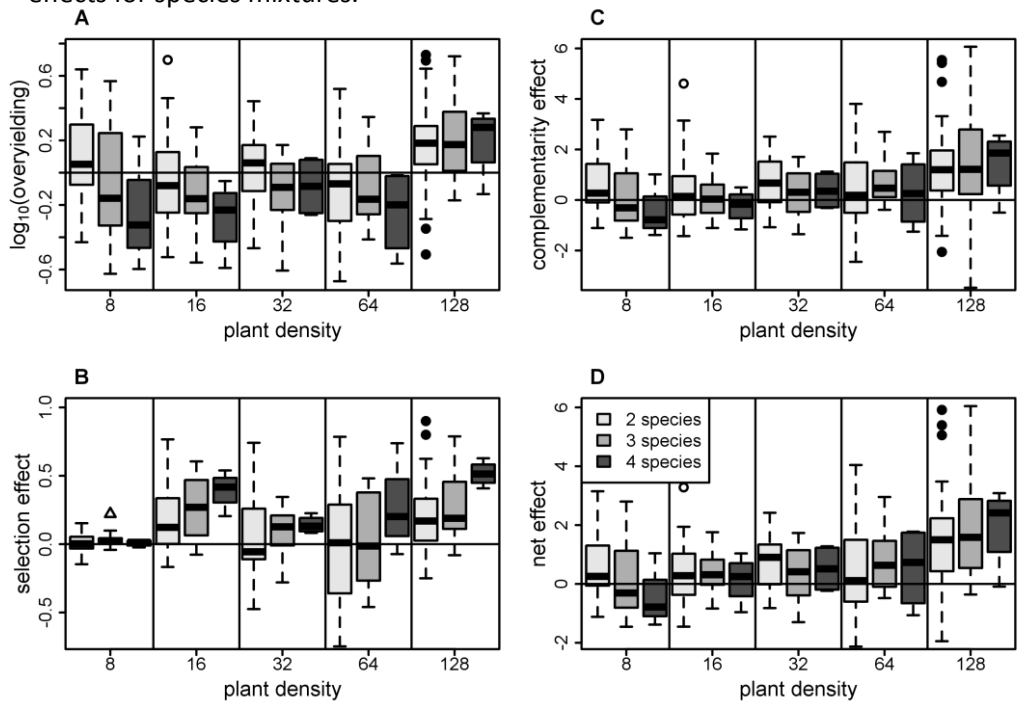 effects for species mixtures.
A
log10(overyielding)
0.6
0.2
-0.2
-0.6
8 16 32 64 128
plant density
C
complementarity effect
6
4
2
0
-2
8 16 32 64 128
plant density
B
selection effect
1.0
0.5
0.0
-0.5
8 16 32 64 128
plant density
D
net effect
6
4
2
0
-2
2 species
3 species
4 species
8 16 32 64 128
plant density